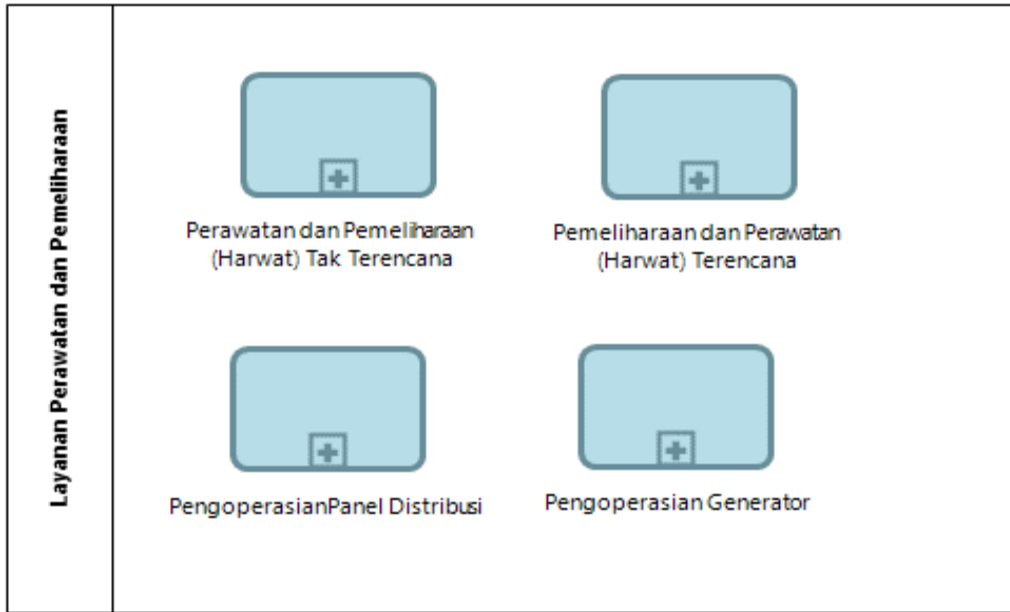 Layanan Perawatan dan Pemeliharaan
Perawatan dan Pemeliharaan
(Harwat) Tak Terencana
Pemeliharaan dan Perawatan
(Harwat) Terencana
PengoperasianPanel Distribusi
Pengoperasian Generator